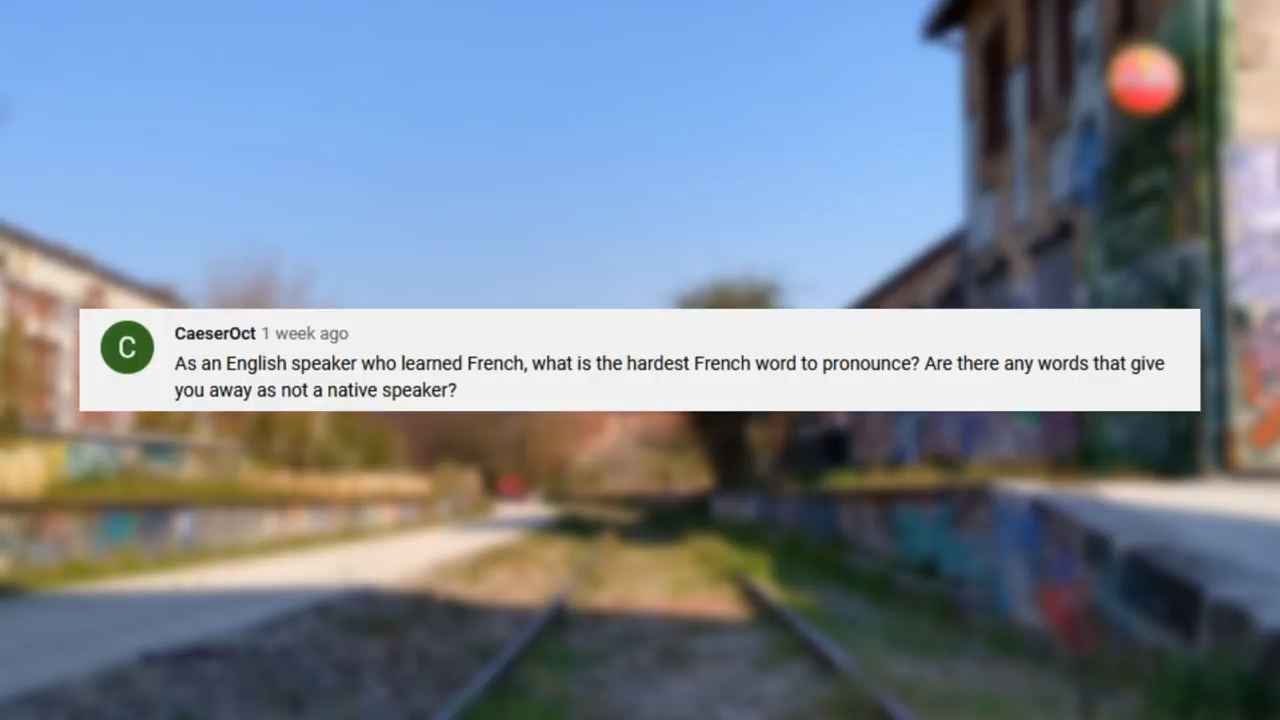 C
CaeserOct 1 week ago
As an English speaker who learned French, what is the hardest French word to pronounce? Are there any words that give
you away as not a native speaker?